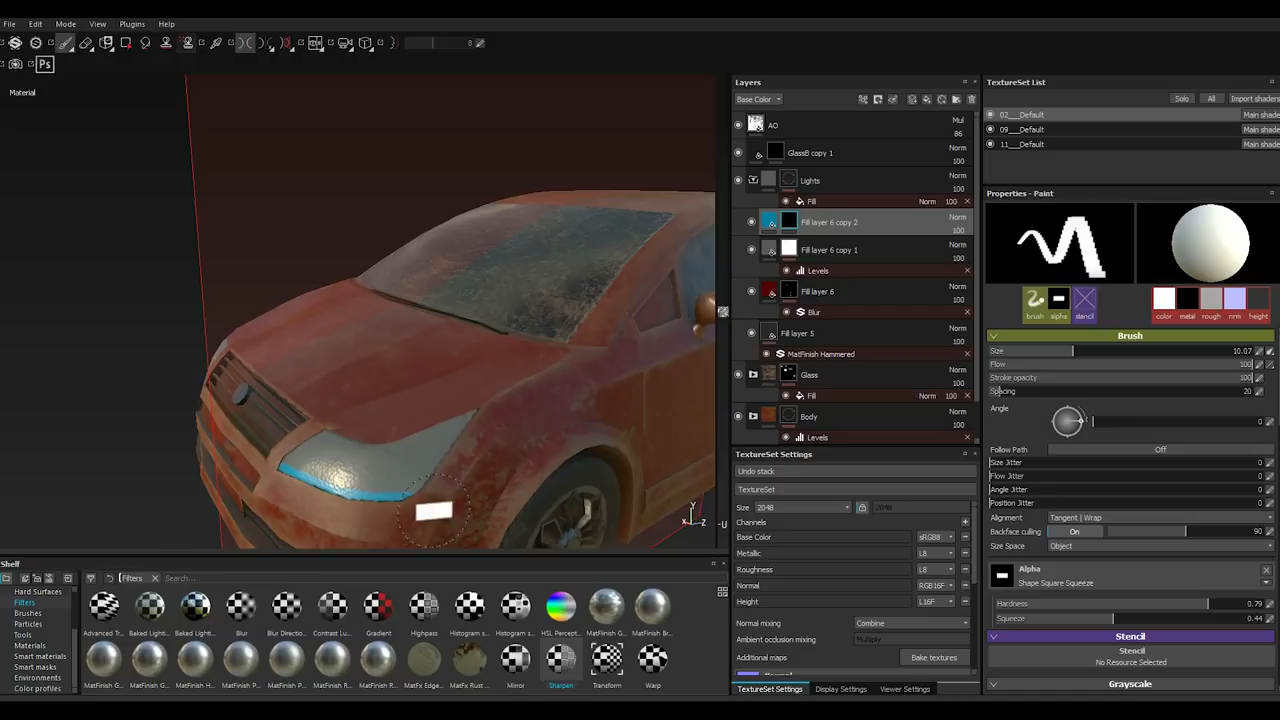 File Edit Mode View Plugins Help
8
Ps
Material
Layers
Base Color
AO
Mul
86
GlassB copy 1
Norm
100
Lights
Norm
100
Fill Norm 100
Fill layer 6 copy 2
Norm
100
Fill layer 6 copy 1
Norm
100
Levels
Fill layer 6
Norm
100
Blur
Fill layer 5
Norm
100
MatFinish Hammered
Glass
Norm
100
Fill Norm 100
Body
Norm
100
Levels
TextureSet Settings
Undo stack
TextureSet
Size 2048 2048
Channels
Base Color sRGB8
Metallic L8
Roughness L8
Normal RGB16F
Height L16F
Normal mixing Combine
Ambient occlusion mixing Multiply
Additional maps Bake textures
TextureSet Settings Display Settings Viewer Settings
TextureSet List
Solo All Import shaders
02___Default Main shade
09___Default Main shade
11___Default Main shade
Properties - Paint
brush alpha stencil color metal rough nrm height
Brush
Size 10.07
Flow 100
Stroke opacity 100
Spacing 20
Angle 0
Follow Path Off
Size Jitter 0
Flow Jitter 0
Angle Jitter 0
Position Jitter 0
Alignment Tangent | Wrap
Backface culling On 90
Size Space Object
Alpha
Shape Square Squeeze
Hardness 0.79
Squeeze 0.44
Stencil
Stencil
No Resource Selected
Grayscale
Y
X Z
Shelf
Filters Search...
Hard Surfaces
Filters
Brushes
Particles
Tools
Materials
Smart materials
Smart masks
Environments
Color profiles
Advanced Tr... Baked Lighti... Baked Lighti... Blur Blur Directio... Contrast Lu... Gradient Highpass Histogram s... Histogram s... HSL Percept... MatFiniish G... MatFinish Br...
MatFinish G... MatFinish G... MatFinish H... MatFinish P... MatFinish P... MatFinish R... MatFinish R... MatFx Edge... MatFx Rust ... Mirror Sharpen Transform Warp